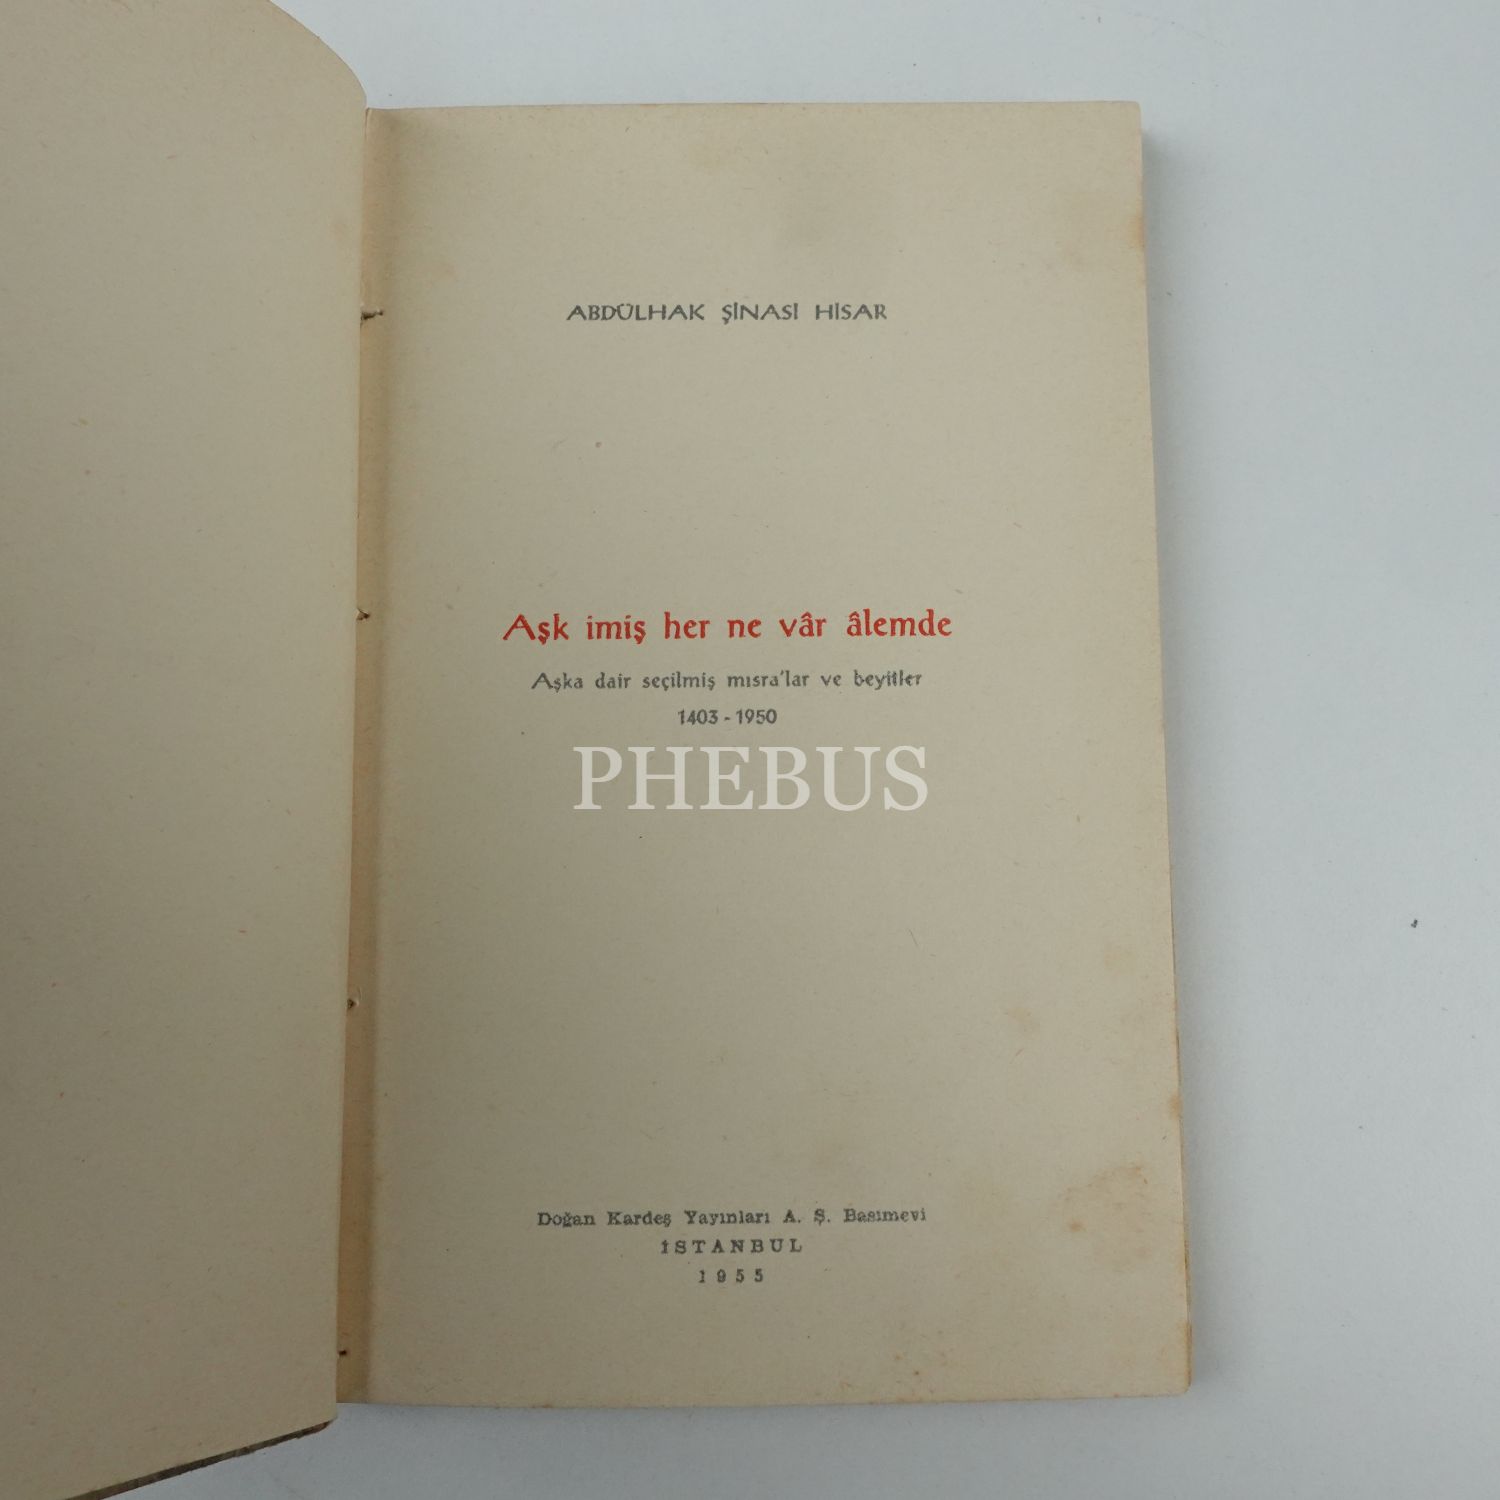 ABDÜLHAK ŞİNASİ HİSAR
Aşk imiş her ne vâr âlemde
Aşka dair seçilmiş mısra'lar ve beyitler
1403 - 1950
PHEBUS
Doğan Kardeş Yayınları A. Ş. Basımevi
İSTANBUL
1955